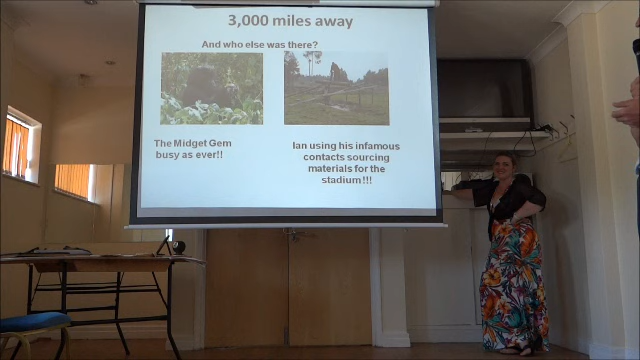 3,000 miles away
And who else was there?
The Midget Gem
busy as ever!!
Ian using his infamous
contacts sourcing
materials for the
stadium!!!